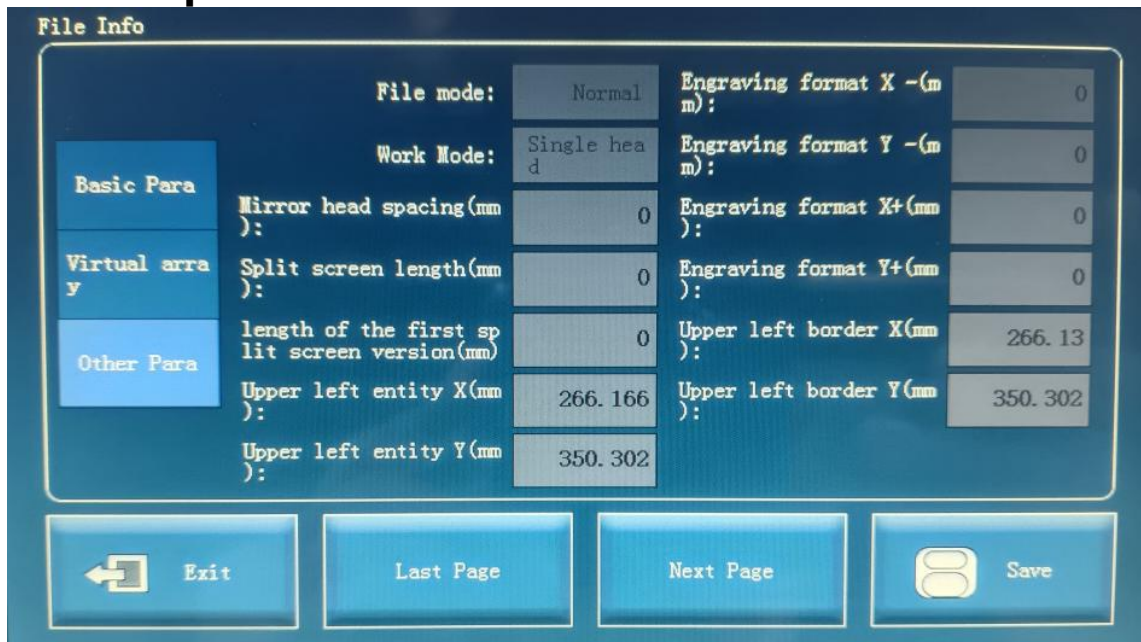 File Info
File mode:
Normal
Engraving format X -(m
m):
0
Work Mode:
Single hea
d
Engraving format Y -(m
m):
0
Basic Para
Mirror head spacing(mm
):
0
Engraving format X+(mm
):
0
Virtual arra
y
Split screen length(mm
):
0
Engraving format Y+(mm
):
0
Other Para
length of the first sp
lit screen version(mm)
0
Upper left border X(mm
):
266.13
Upper left entity X(mm
):
266.166
Upper left border Y(mm
):
350.302
Upper left entity Y(mm
):
350.302
Exit
Last Page
Next Page
Save